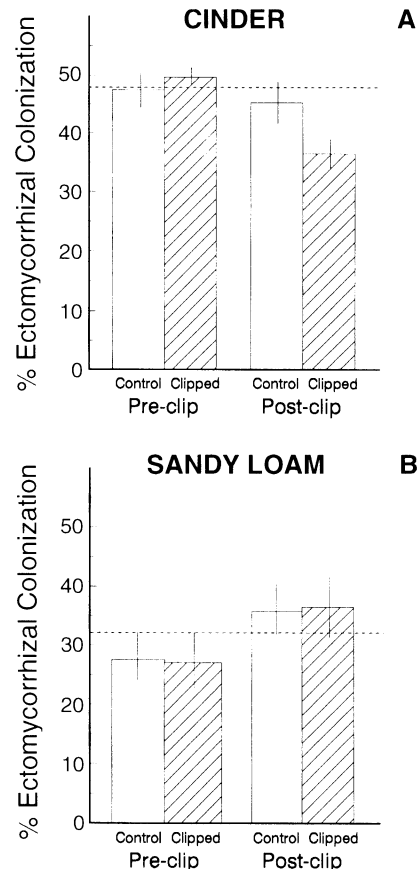 CINDER A
% Ectomycorrhizal Colonization
50
40
30
20
10
0
Control Clipped Control Clipped
Pre-clip Post-clip
SANDY LOAM B
% Ectomycorrhizal Colonization
50
40
30
20
10
0
Control Clipped Control Clipped
Pre-clip Post-clip